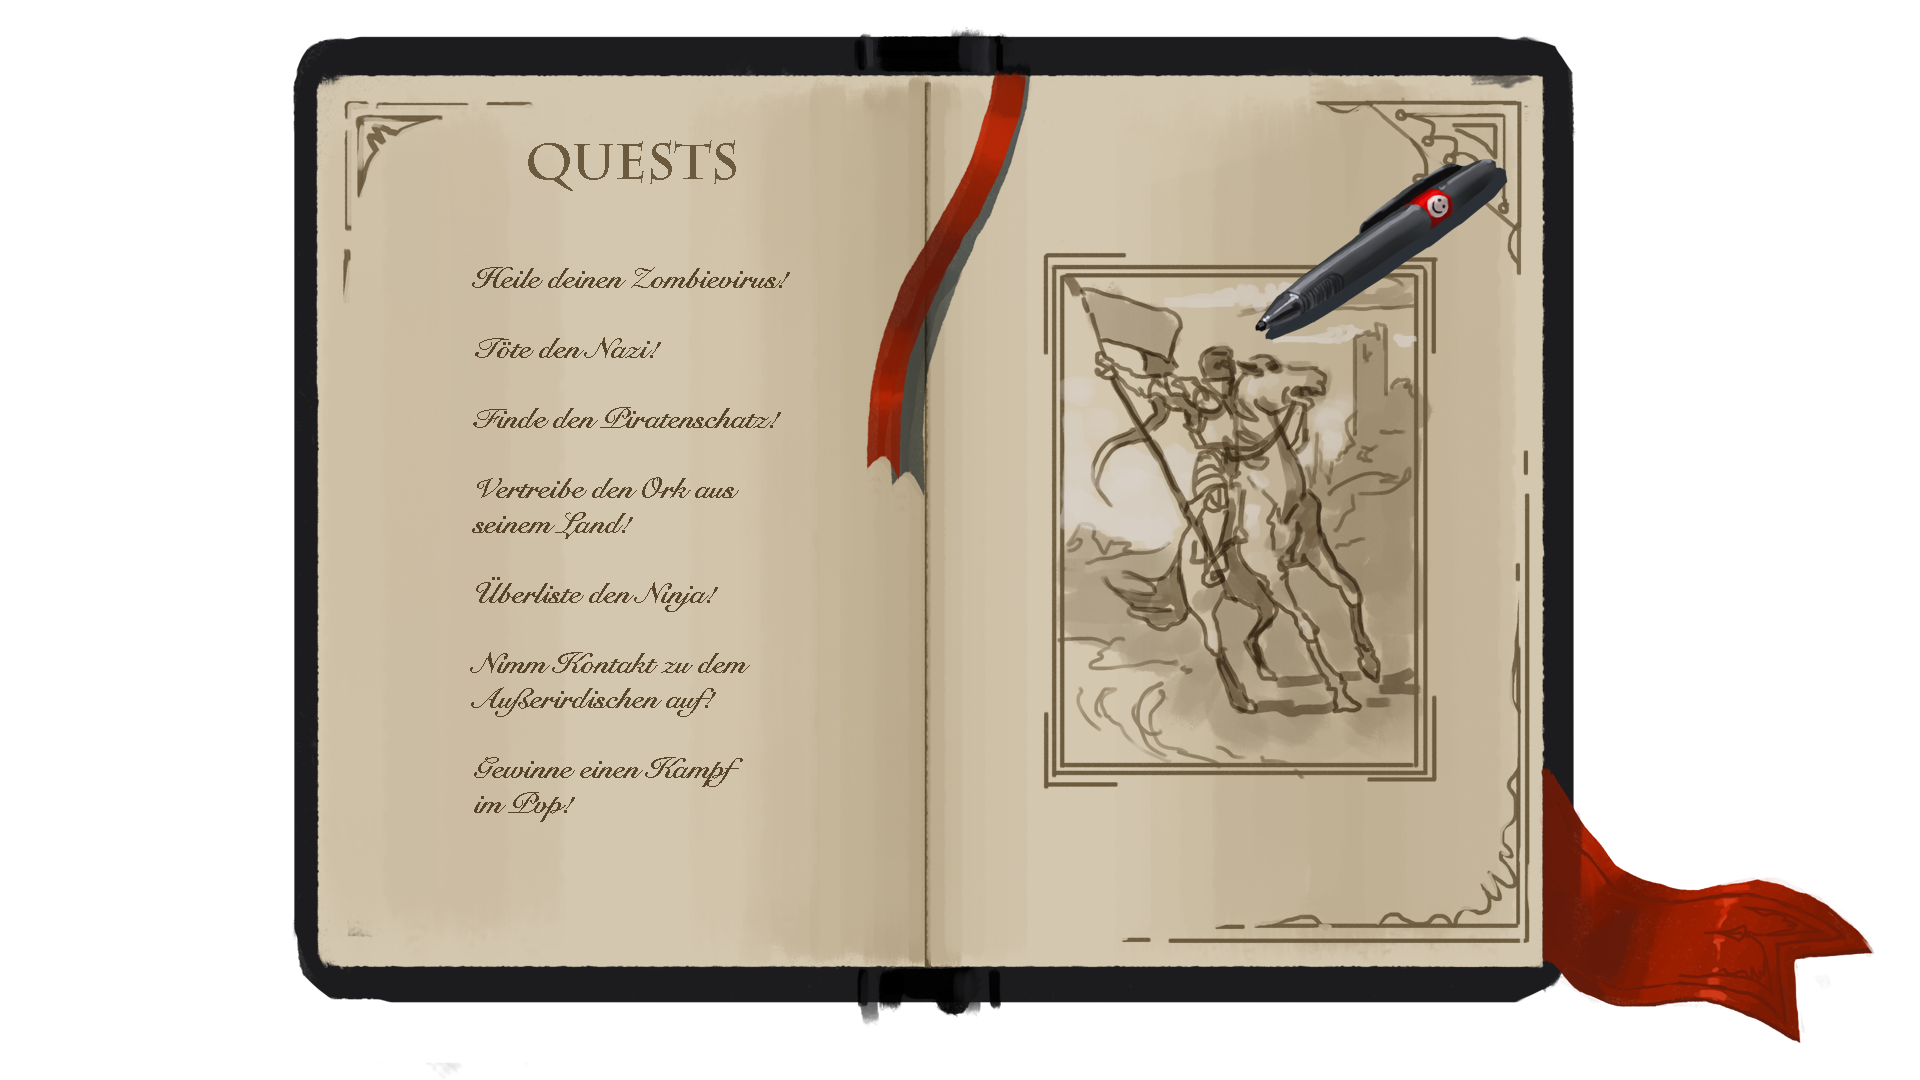 QUESTS
Heile deinen Zombievirus!
Töte den Nazi!
Finde den Piratenschatz!
Vertreibe den Ork aus
seinem Land!
Überliste den Ninja!
Nimm Kontakt zu dem
Außerirdischen auf!
Gewinne einen Kampf
im Pop!